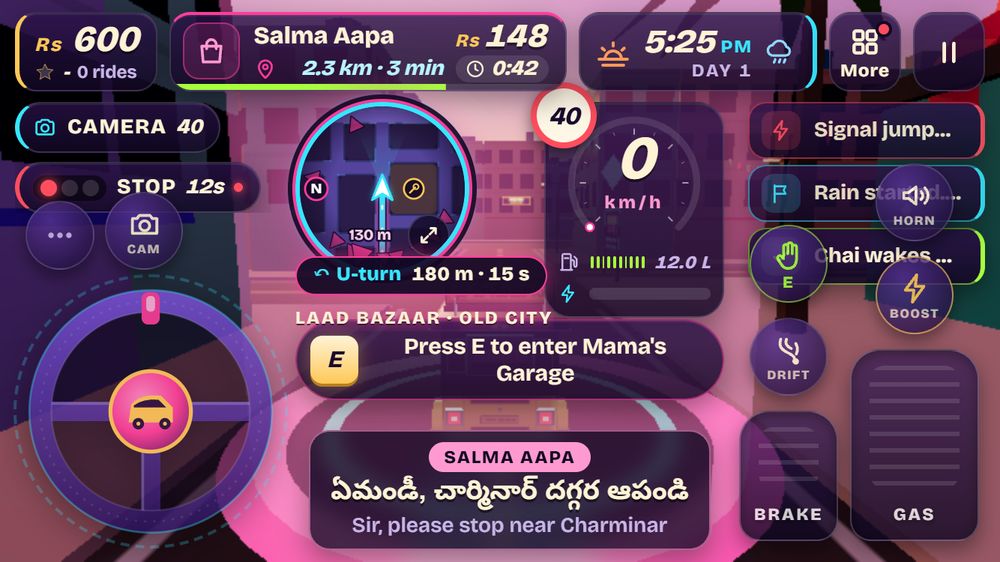 Rs 600
- 0 rides
Salma Aapa
Rs 148
2.3 km · 3 min
0:42
5:25 PM
DAY 1
More
CAMERA 40
STOP 12s
CAM
N
130 m
U-turn 180 m · 15 s
40
0
km/h
12.0 L
Signal jump...
Rain
Chai wakes ...
HORN
E
BOOST
DRIFT
LAAD BAZAAR · OLD CITY
E
Press E to enter Mama's
Garage
SALMA AAPA
ఏమండీ, చార్మినార్ దగ్గర ఆపండి
Sir, please stop near Charminar
BRAKE
GAS